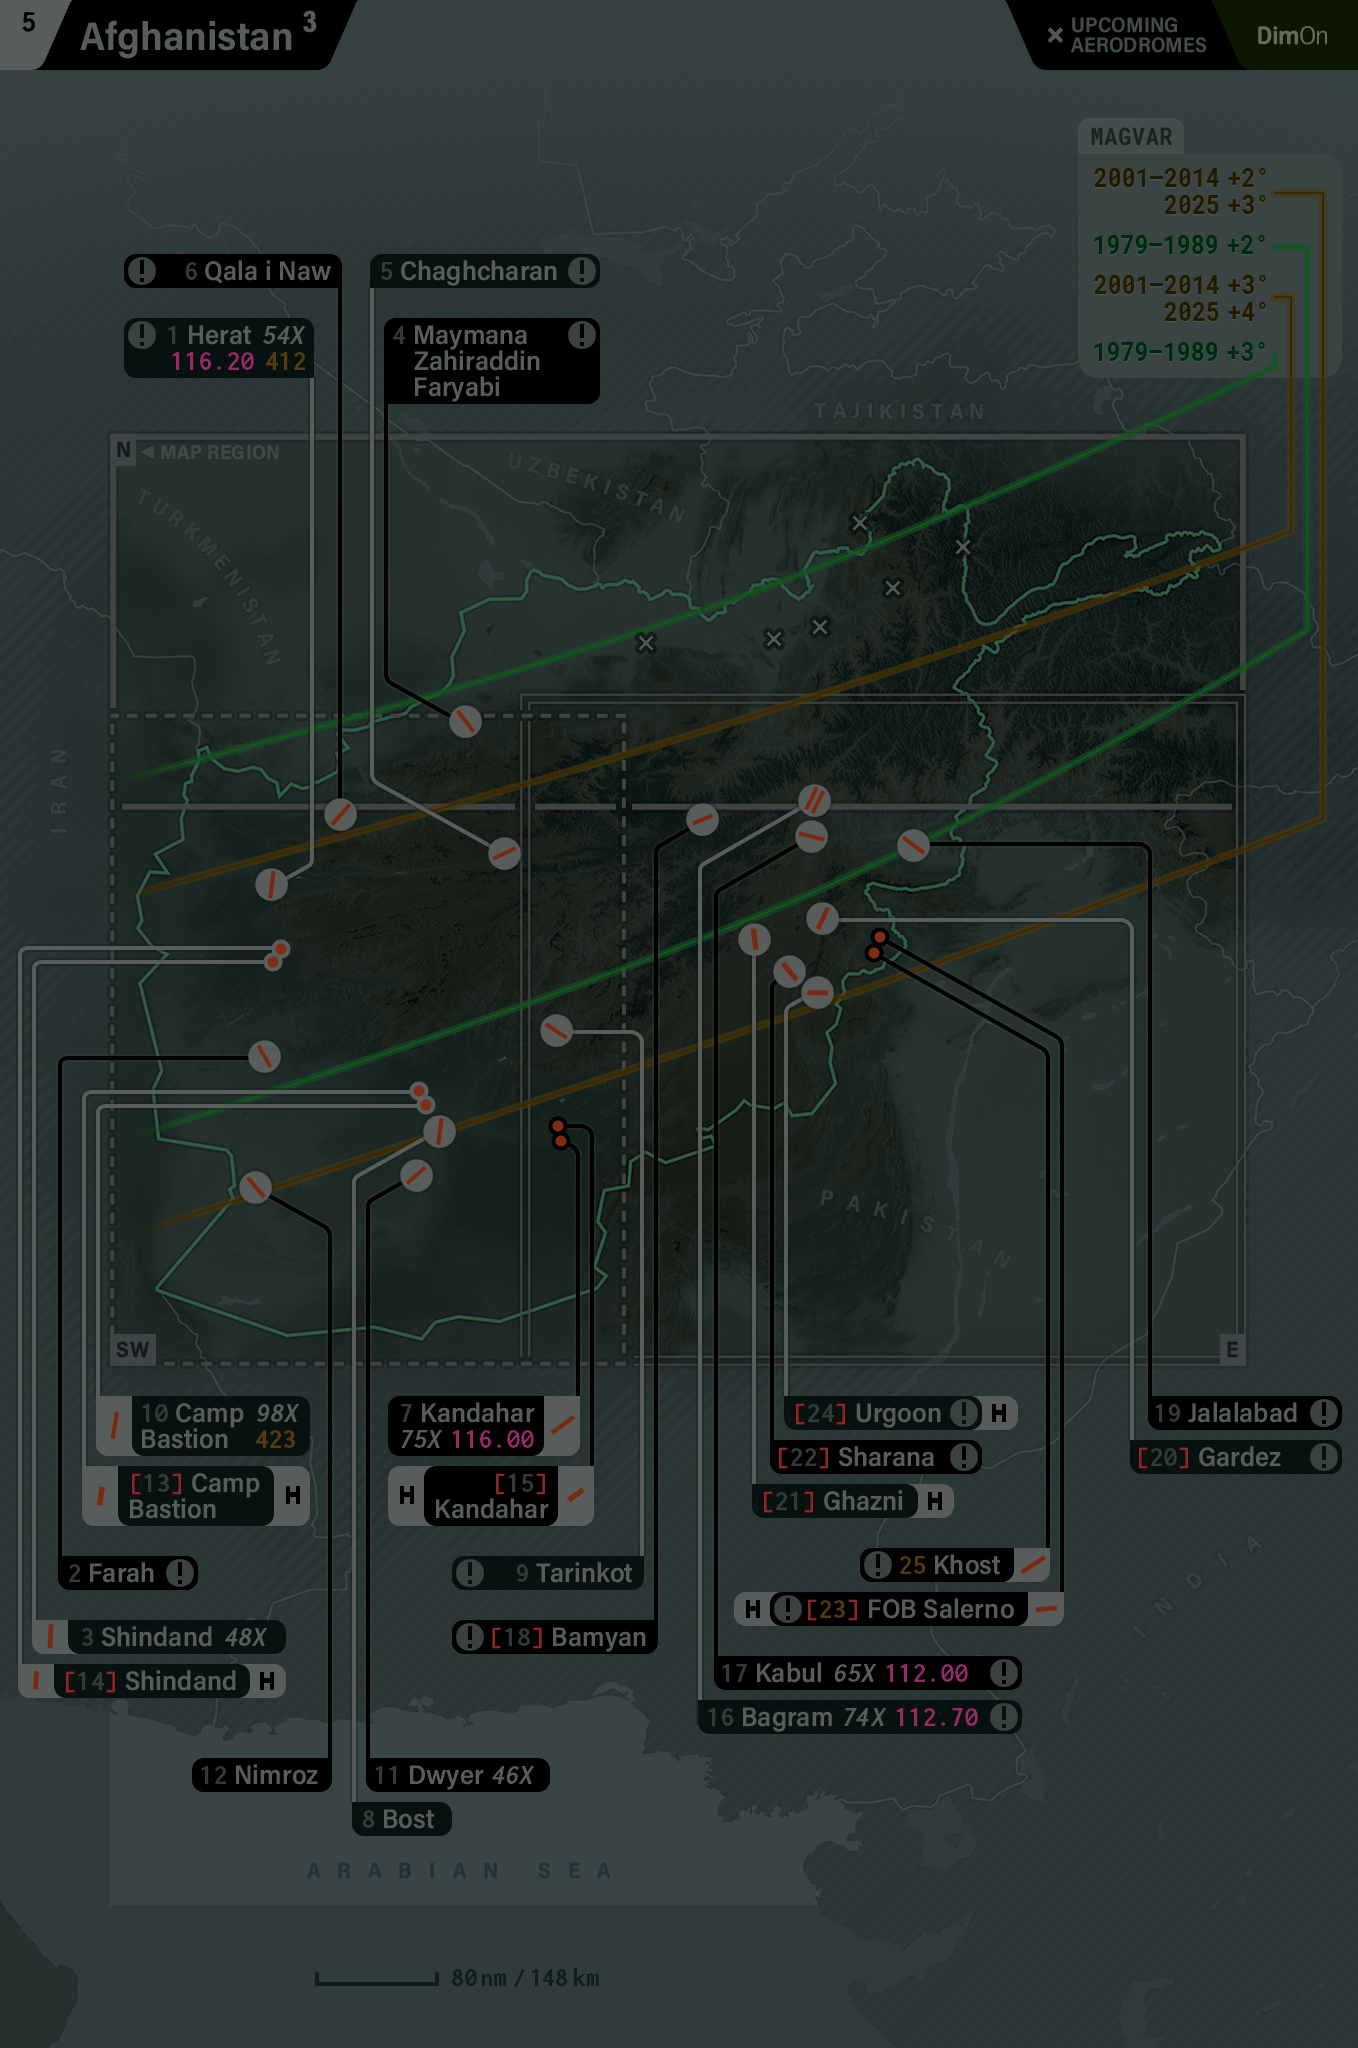 5
Afghanistan 3
× UPCOMING
AERODROMES
DimOn
MAGVAR
2001–2014 +2°
2025 +3°
1979–1989 +2°
2001–2014 +3°
2025 +4°
1979–1989 +3°
! 6 Qala i Naw
5 Chaghcharan !
! 1 Herat 54X
116.20 412
4 Maymana !
Zahiraddin
Faryabi
TAJIKISTAN
N ◀ MAP REGION
UZBEKISTAN
TURKMENISTAN
IRAN
PAKISTAN
SW
E
10 Camp 98X
Bastion 423
[13] Camp H
Bastion
2 Farah !
3 Shindand 48X
[14] Shindand H
12 Nimroz
7 Kandahar
75X 116.00
H [15]
Kandahar
! 9 Tarinkot
! [18] Bamyan
11 Dwyer 46X
8 Bost
[24] Urgoon ! H
[22] Sharana !
[21] Ghazni H
! 25 Khost
H ! [23] FOB Salerno
17 Kabul 65X 112.00 !
16 Bagram 74X 112.70 !
19 Jalalabad !
[20] Gardez !
INDIA
ARABIAN SEA
80 nm / 148 km